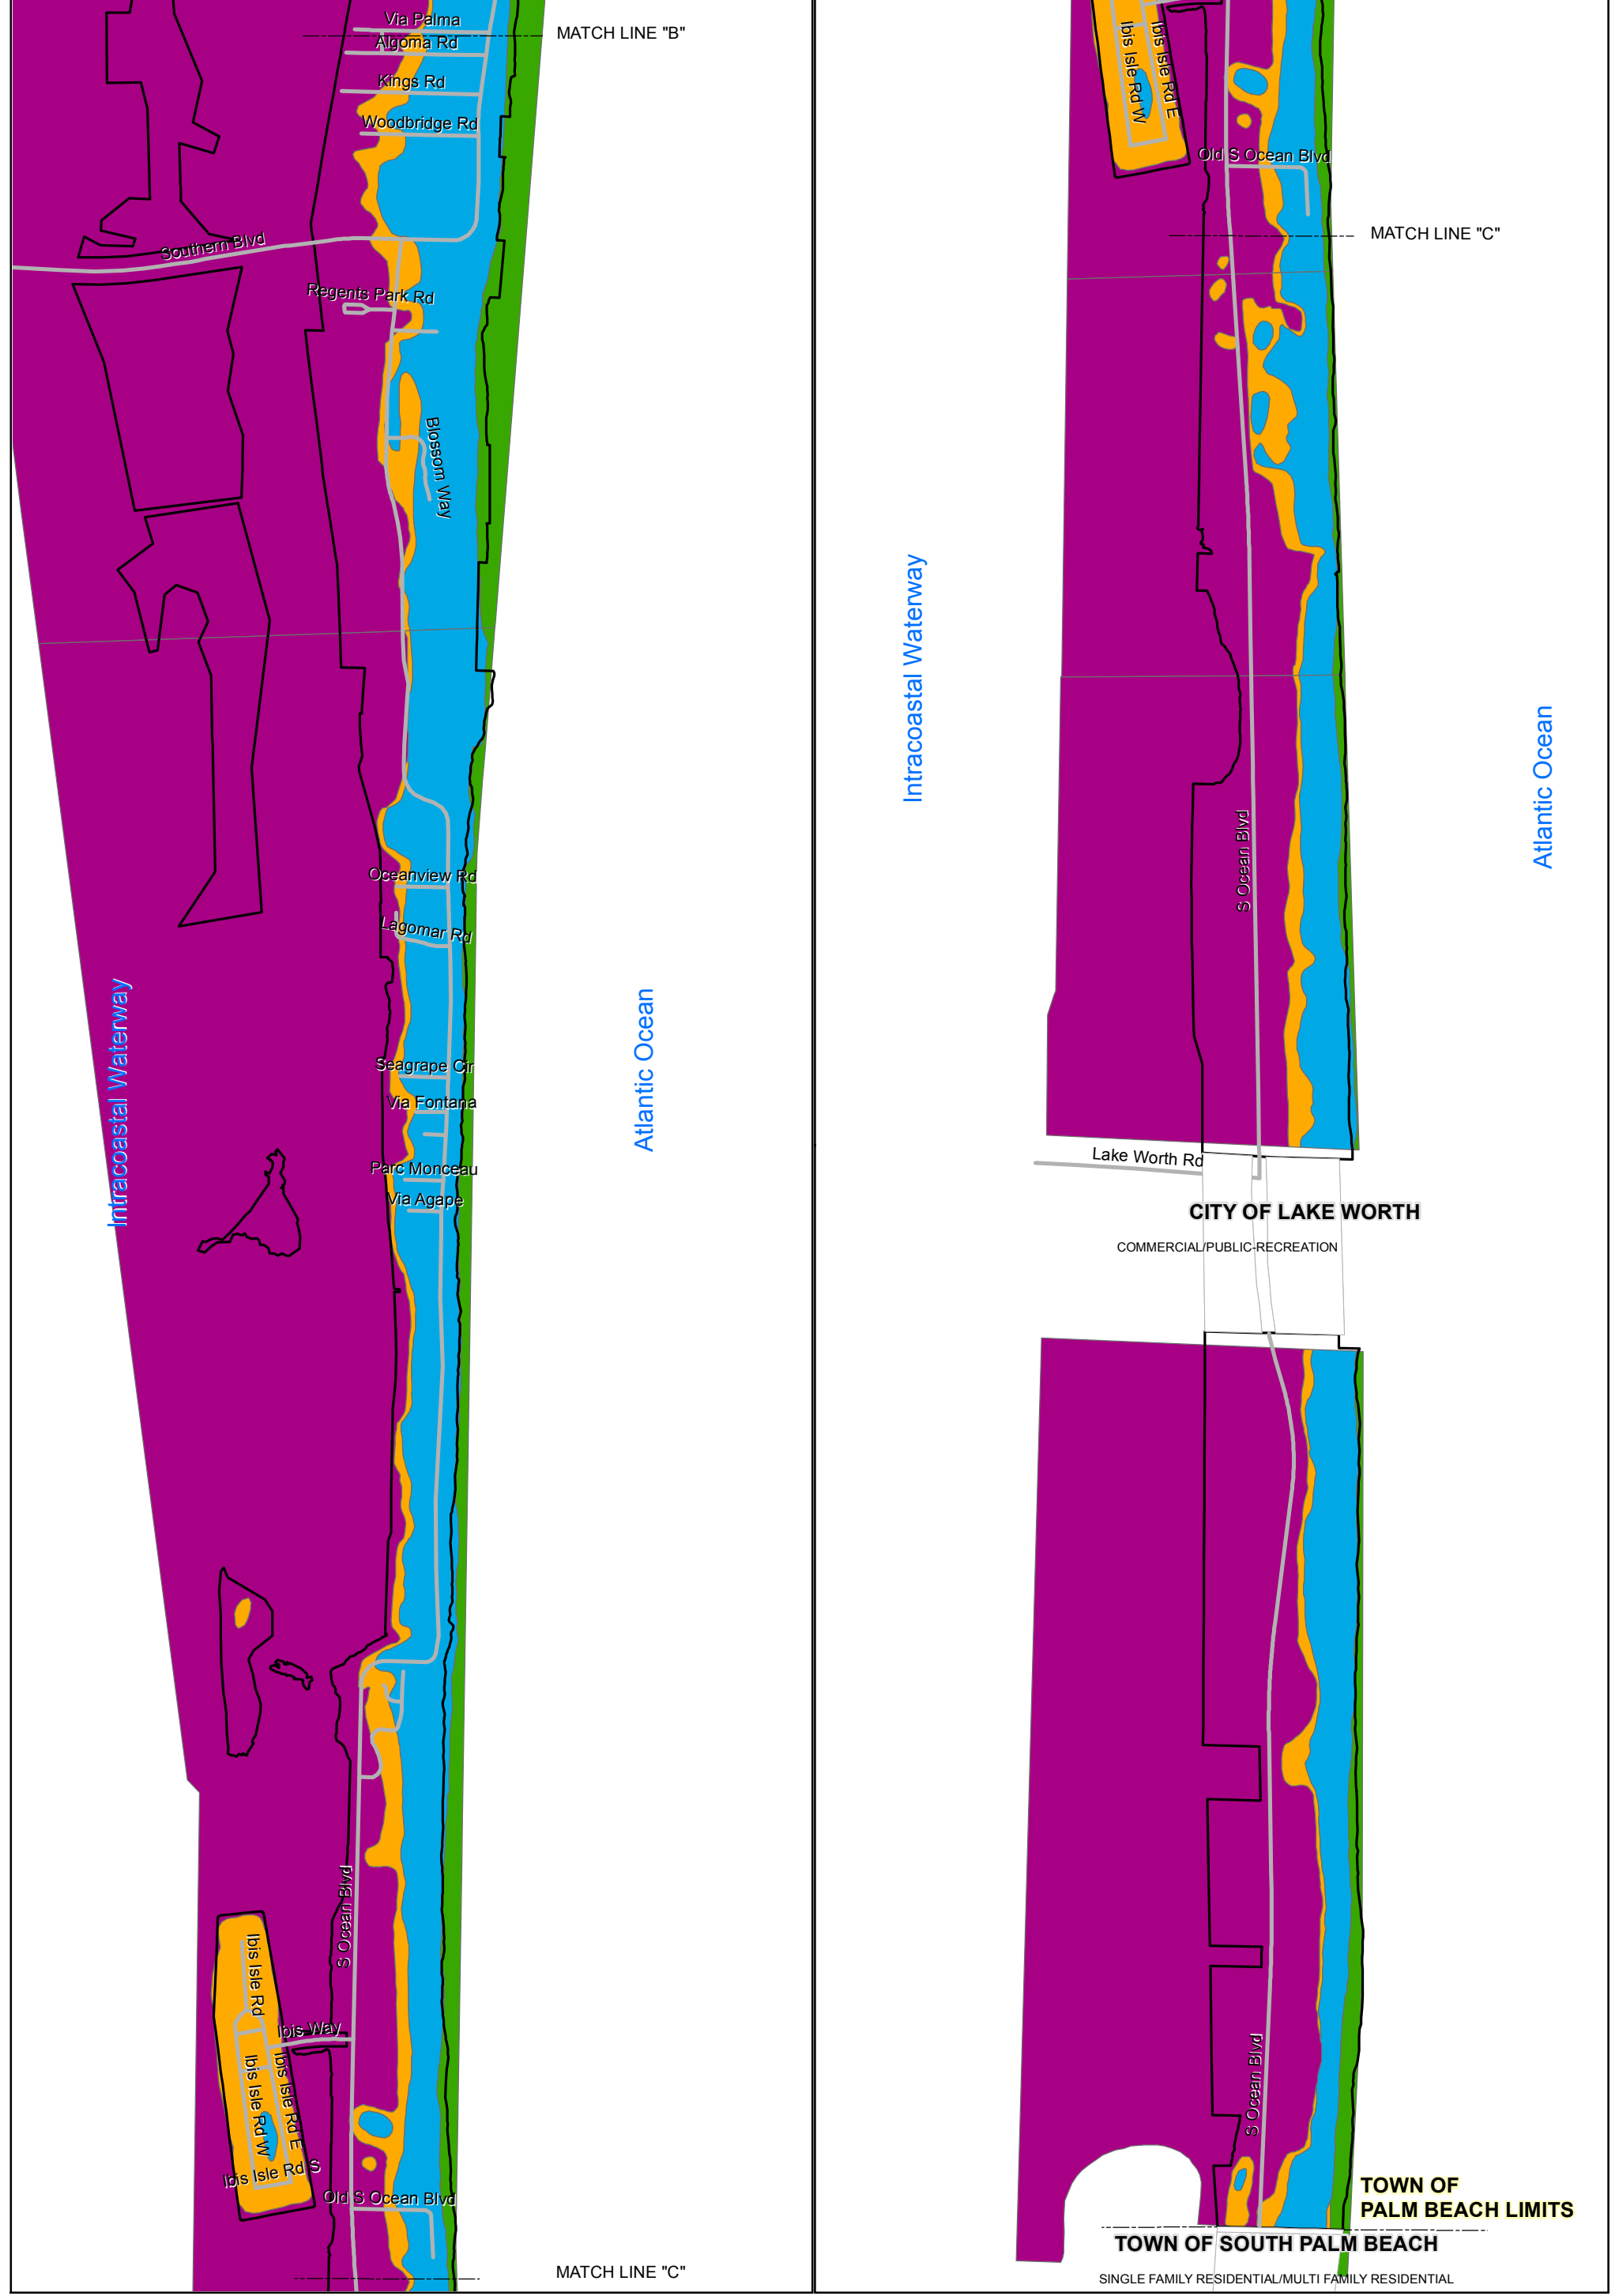 Via Palma
MATCH LINE "B"
Algoma Rd
Kings Rd
Woodbridge Rd
Southern Blvd
Regents Park Rd
Blossom Way
Oceanview Rd
Lagomar Rd
Intracoastal Waterway
Atlantic Ocean
Seagrape Cir
Via Fontana
Parc Monceau
Via Agape
S Ocean Blvd
Ibis Isle Rd
Ibis Way
Ibis Isle Rd E
Ibis Isle Rd W
Ibis Isle Rd S
Old S Ocean Blvd
MATCH LINE "C"
Ibis Isle Rd W
Ibis Isle Rd E
Old S Ocean Blvd
MATCH LINE "C"
Intracoastal Waterway
Atlantic Ocean
S Ocean Blvd
Lake Worth Rd
CITY OF LAKE WORTH
COMMERCIAL/PUBLIC-RECREATION
S Ocean Blvd
TOWN OF
PALM BEACH LIMITS
TOWN OF SOUTH PALM BEACH
SINGLE FAMILY RESIDENTIAL/MULTI FAMILY RESIDENTIAL